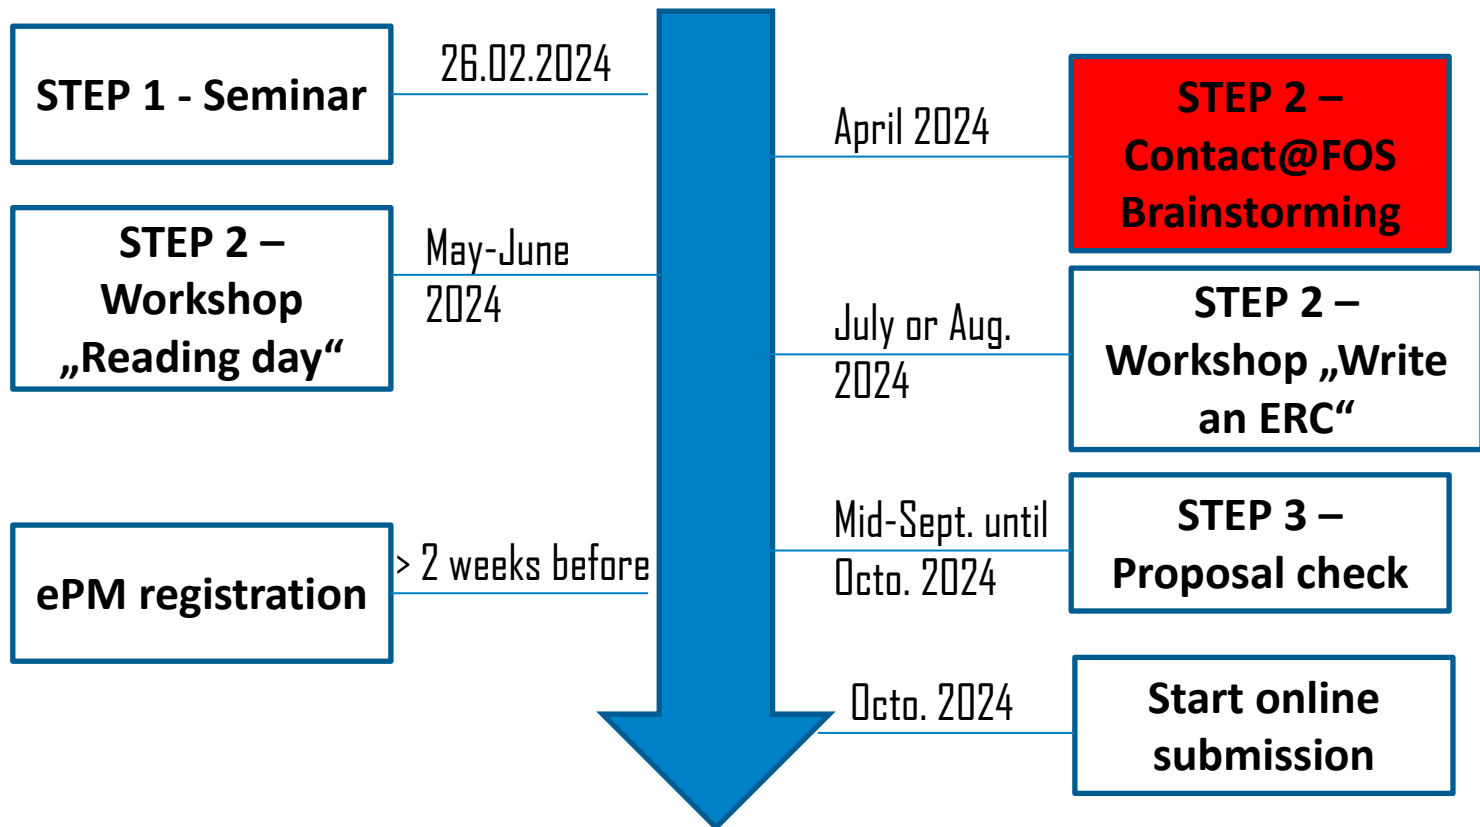 STEP 1 - Seminar
26.02.2024
April 2024
STEP 2 –
Contact@FOS
Brainstorming
STEP 2 –
Workshop
„Reading day“
May-June
2024
July or Aug.
2024
STEP 2 –
Workshop „Write
an ERC“
Mid-Sept. until
Octo. 2024
STEP 3 –
Proposal check
ePM registration
> 2 weeks before
Octo. 2024
Start online
submission